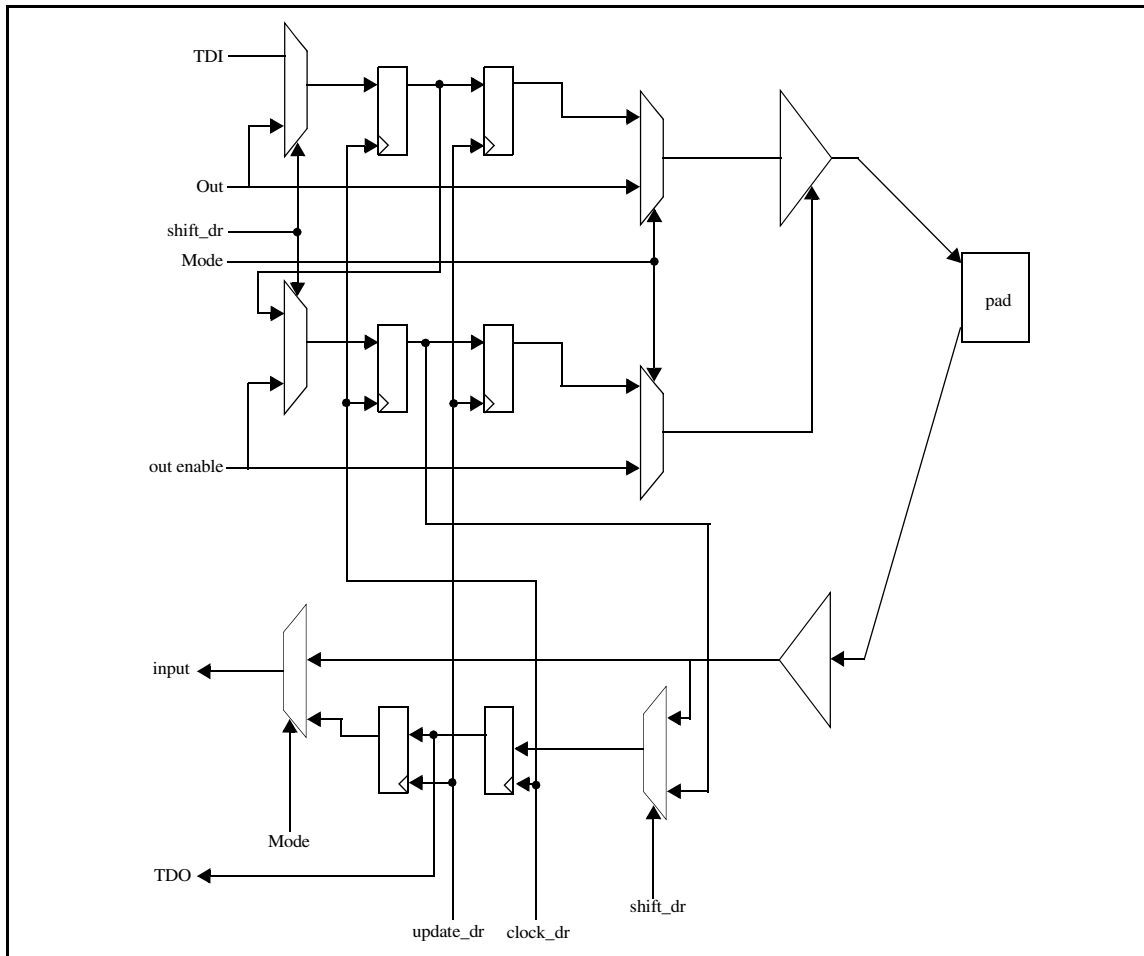 TDI
Out
shift_dr
Mode
pad
out enable
input
Mode
TDO
shift_dr
update_dr
clock_dr